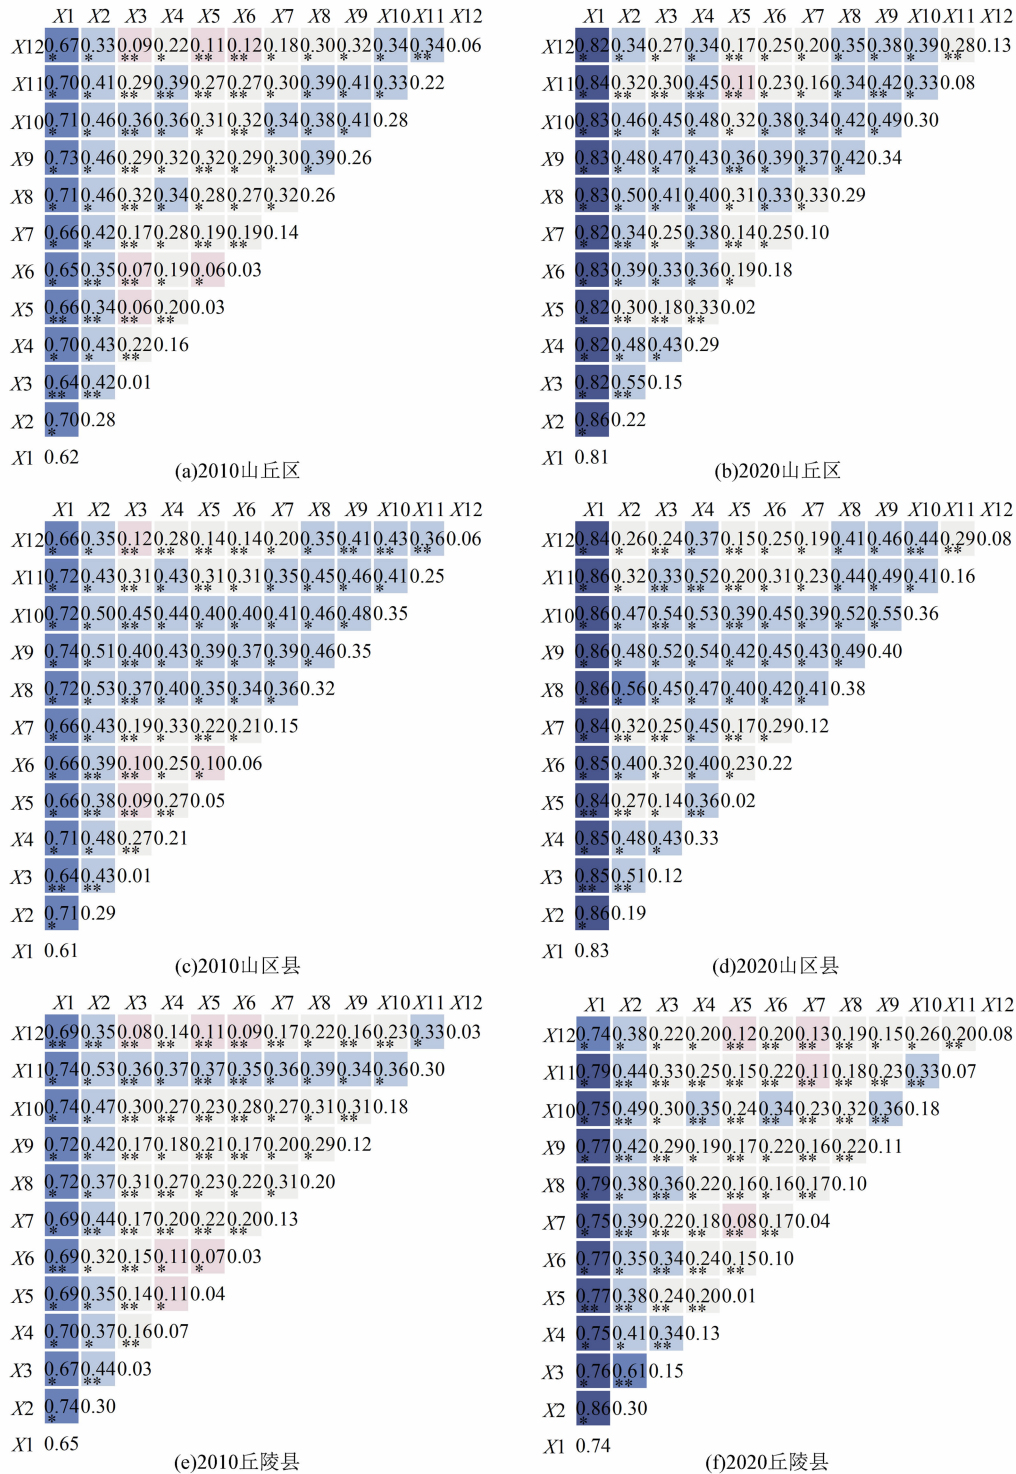 X1 X2 X3 X4 X5 X6 X7 X8 X9 X10 X11 X12
X12 0.67 0.33 0.09 0.22 0.11 0.12 0.18 0.30 0.32 0.34 0.34 0.06
* * ** * ** ** * * * * **
X11 0.70 0.41 0.29 0.39 0.27 0.27 0.30 0.39 0.41 0.33 0.22
* * ** ** ** ** * * * *
X10 0.71 0.46 0.36 0.36 0.31 0.32 0.34 0.38 0.41 0.28
* * ** * * ** * * *
X9 0.73 0.46 0.29 0.32 0.32 0.29 0.30 0.39 0.26
* * ** * ** * * *
X8 0.71 0.46 0.32 0.34 0.28 0.27 0.32 0.26
* * ** * * * *
X7 0.66 0.42 0.17 0.28 0.19 0.19 0.14
* * ** * ** **
X6 0.65 0.35 0.07 0.19 0.06 0.03
* ** ** * *
X5 0.66 0.34 0.06 0.20 0.03
** ** ** **
X4 0.70 0.43 0.22 0.16
* * **
X3 0.64 0.42 0.01
** **
X2 0.70 0.28
*
X1 0.62
(a)2010山丘区
X1 X2 X3 X4 X5 X6 X7 X8 X9 X10 X11 X12
X12 0.82 0.34 0.27 0.34 0.17 0.25 0.20 0.35 0.38 0.39 0.28 0.13
* * * * ** * * * * * **
X11 0.84 0.32 0.30 0.45 0.11 0.23 0.16 0.34 0.42 0.33 0.08
* ** ** ** ** * * * ** *
X10 0.83 0.46 0.45 0.48 0.32 0.38 0.34 0.42 0.49 0.30
* * * * * * * * *
X9 0.83 0.48 0.47 0.43 0.36 0.39 0.37 0.42 0.34
* * * * ** * * *
X8 0.83 0.50 0.41 0.40 0.31 0.33 0.33 0.29
* * * * * * *
X7 0.82 0.34 0.25 0.38 0.14 0.25 0.10
* ** * * ** *
X6 0.83 0.39 0.33 0.36 0.19 0.18
* * * * *
X5 0.82 0.30 0.18 0.33 0.02
* ** ** **
X4 0.82 0.48 0.43 0.29
* * *
X3 0.82 0.55 0.15
* **
X2 0.86 0.22
*
X1 0.81
(b)2020山丘区
X1 X2 X3 X4 X5 X6 X7 X8 X9 X10 X11 X12
X12 0.66 0.35 0.12 0.28 0.14 0.14 0.20 0.35 0.41 0.43 0.36 0.06
* * ** ** ** ** * * ** ** **
X11 0.72 0.43 0.31 0.43 0.31 0.31 0.35 0.45 0.46 0.41 0.25
* * ** * ** * * * * *
X10 0.72 0.50 0.45 0.44 0.40 0.40 0.41 0.46 0.48 0.35
* * ** * * * * * *
X9 0.74 0.51 0.40 0.43 0.39 0.37 0.39 0.46 0.35
* * ** * * * * *
X8 0.72 0.53 0.37 0.40 0.35 0.34 0.36 0.32
* * ** * * * *
X7 0.66 0.43 0.19 0.33 0.22 0.21 0.15
* * ** * ** *
X6 0.66 0.39 0.10 0.25 0.10 0.06
* ** ** * *
X5 0.66 0.38 0.09 0.27 0.05
* ** ** **
X4 0.71 0.48 0.27 0.21
* * **
X3 0.64 0.43 0.01
** **
X2 0.71 0.29
*
X1 0.61
(c)2010山区县
X1 X2 X3 X4 X5 X6 X7 X8 X9 X10 X11 X12
X12 0.84 0.26 0.24 0.37 0.15 0.25 0.19 0.41 0.46 0.44 0.29 0.08
* * ** * ** * * * * ** **
X11 0.86 0.32 0.33 0.52 0.20 0.31 0.23 0.44 0.49 0.41 0.16
* * ** ** ** * * * * *
X10 0.86 0.47 0.54 0.53 0.39 0.45 0.39 0.52 0.55 0.36
* * ** * ** * * * **
X9 0.86 0.48 0.52 0.54 0.42 0.45 0.43 0.49 0.40
* * * * * * * *
X8 0.86 0.56 0.45 0.47 0.40 0.42 0.41 0.38
* * * * * * *
X7 0.84 0.32 0.25 0.45 0.17 0.29 0.12
* ** ** * ** *
X6 0.85 0.40 0.32 0.40 0.23 0.22
* * * * *
X5 0.84 0.27 0.14 0.36 0.02
** ** * **
X4 0.85 0.48 0.43 0.33
* * *
X3 0.85 0.51 0.12
** **
X2 0.86 0.19
*
X1 0.83
(d)2020山区县
X1 X2 X3 X4 X5 X6 X7 X8 X9 X10 X11 X12
X12 0.69 0.35 0.08 0.14 0.11 0.09 0.17 0.22 0.16 0.23 0.33 0.03
** ** ** ** ** ** ** * ** ** *
X11 0.74 0.53 0.36 0.37 0.37 0.35 0.36 0.39 0.34 0.36 0.30
* * ** * ** ** * * * *
X10 0.74 0.47 0.30 0.27 0.23 0.28 0.27 0.31 0.31 0.18
* * ** ** ** ** * * **
X9 0.72 0.42 0.17 0.18 0.21 0.17 0.20 0.29 0.12
* * ** * ** ** * *
X8 0.72 0.37 0.31 0.27 0.23 0.22 0.31 0.20
* * ** ** * * *
X7 0.69 0.44 0.17 0.20 0.22 0.20 0.13
* ** ** ** ** **
X6 0.69 0.32 0.15 0.11 0.07 0.03
** * ** * *
X5 0.69 0.35 0.14 0.11 0.04
* * ** *
X4 0.70 0.37 0.16 0.07
* * **
X3 0.67 0.44 0.03
* **
X2 0.74 0.30
*
X1 0.65
(e)2010丘陵县
X1 X2 X3 X4 X5 X6 X7 X8 X9 X10 X11 X12
X12 0.74 0.38 0.22 0.20 0.12 0.20 0.13 0.19 0.15 0.26 0.20 0.08
* * * * ** ** ** ** * * **
X11 0.79 0.44 0.33 0.25 0.15 0.22 0.11 0.18 0.23 0.33 0.07
* ** ** ** ** ** ** ** ** **
X10 0.75 0.49 0.30 0.35 0.24 0.34 0.23 0.32 0.36 0.18
* ** * ** ** ** ** ** **
X9 0.77 0.42 0.29 0.19 0.17 0.22 0.16 0.22 0.11
* ** ** * ** * ** **
X8 0.79 0.38 0.36 0.22 0.16 0.16 0.17 0.10
* * ** * ** * **
X7 0.75 0.39 0.22 0.18 0.08 0.17 0.04
* ** ** ** ** **
X6 0.77 0.35 0.34 0.24 0.15 0.10
* * ** ** **
X5 0.77 0.38 0.24 0.20 0.01
** ** ** **
X4 0.75 0.41 0.34 0.13
* * **
X3 0.76 0.61 0.15
* **
X2 0.86 0.30
*
X1 0.74
(f)2020丘陵县